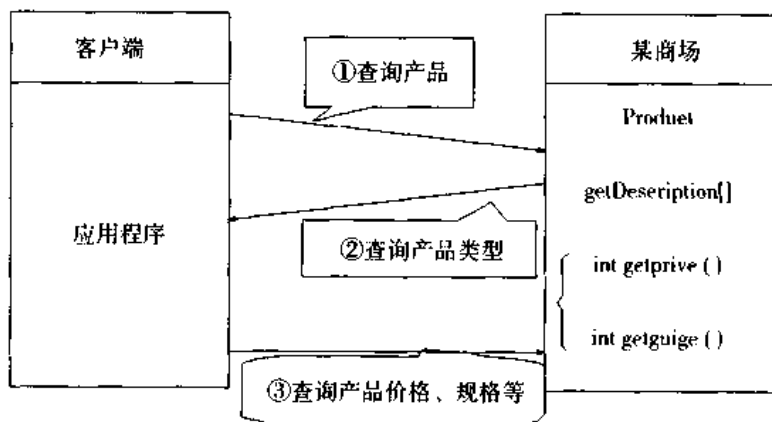 客户端
某商场
①查询产品
Produet
getDeseription[]
应用程序
②查询产品类型
int getprive ( )
int getguige ( )
③查询产品价格、规格等